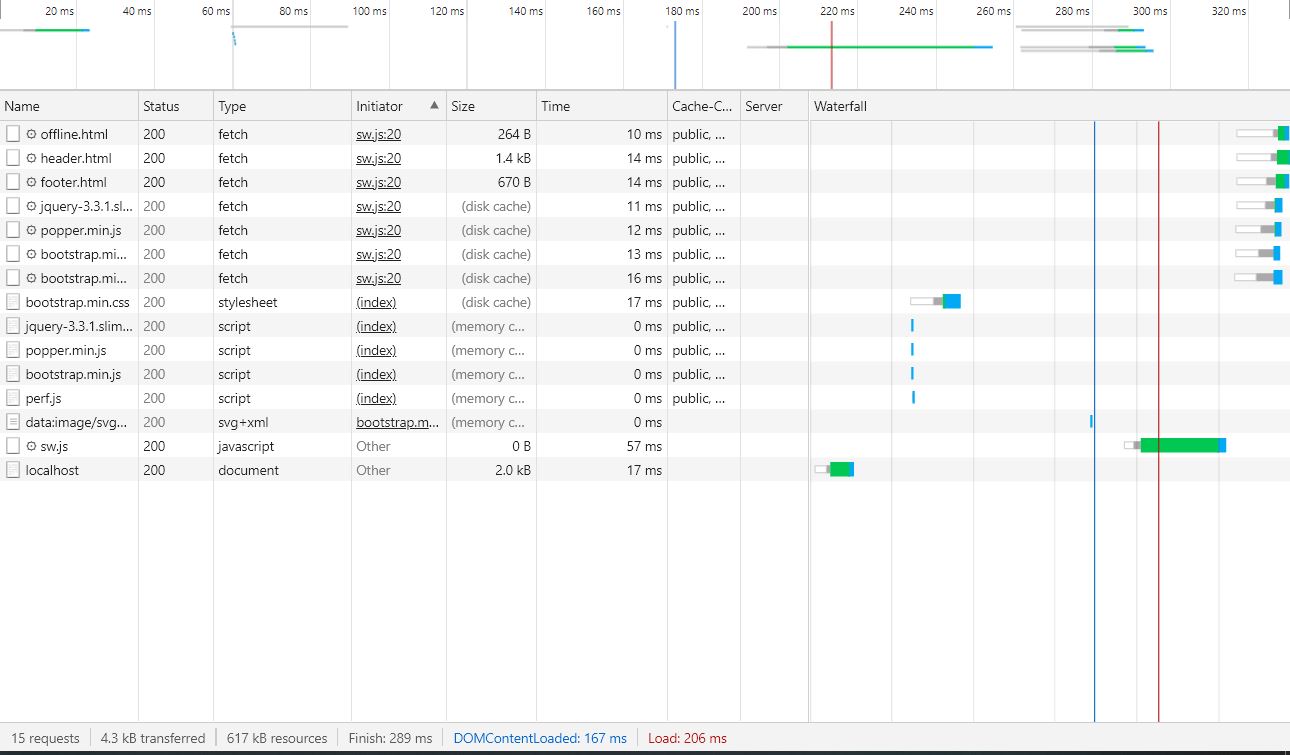 20 ms 40 ms 60 ms 80 ms 100 ms 120 ms 140 ms 160 ms 180 ms 200 ms 220 ms 240 ms 260 ms 280 ms 300 ms 320 ms
Name Status Type Initiator ▲ Size Time Cache-C... Server Waterfall
offline.html 200 fetch sw.js:20 264 B 10 ms public, ...
header.html 200 fetch sw.js:20 1.4 kB 14 ms public, ...
footer.html 200 fetch sw.js:20 670 B 14 ms public, ...
jquery-3.3.1.sl... 200 fetch sw.js:20 (disk cache) 11 ms public, ...
popper.min.js 200 fetch sw.js:20 (disk cache) 12 ms public, ...
bootstrap.mi... 200 fetch sw.js:20 (disk cache) 13 ms public, ...
bootstrap.mi... 200 fetch sw.js:20 (disk cache) 16 ms public, ...
bootstrap.min.css 200 stylesheet (index) (disk cache) 17 ms public, ...
jquery-3.3.1.slim... 200 script (index) (memory c... 0 ms public, ...
popper.min.js 200 script (index) (memory c... 0 ms public, ...
bootstrap.min.js 200 script (index) (memory c... 0 ms public, ...
perf.js 200 script (index) (memory c... 0 ms public, ...
data:image/svg... 200 svg+xml bootstrap.m... (memory c... 0 ms
sw.js 200 javascript Other 0 B 57 ms
localhost 200 document Other 2.0 kB 17 ms
15 requests 4.3 kB transferred 617 kB resources Finish: 289 ms DOMContentLoaded: 167 ms Load: 206 ms